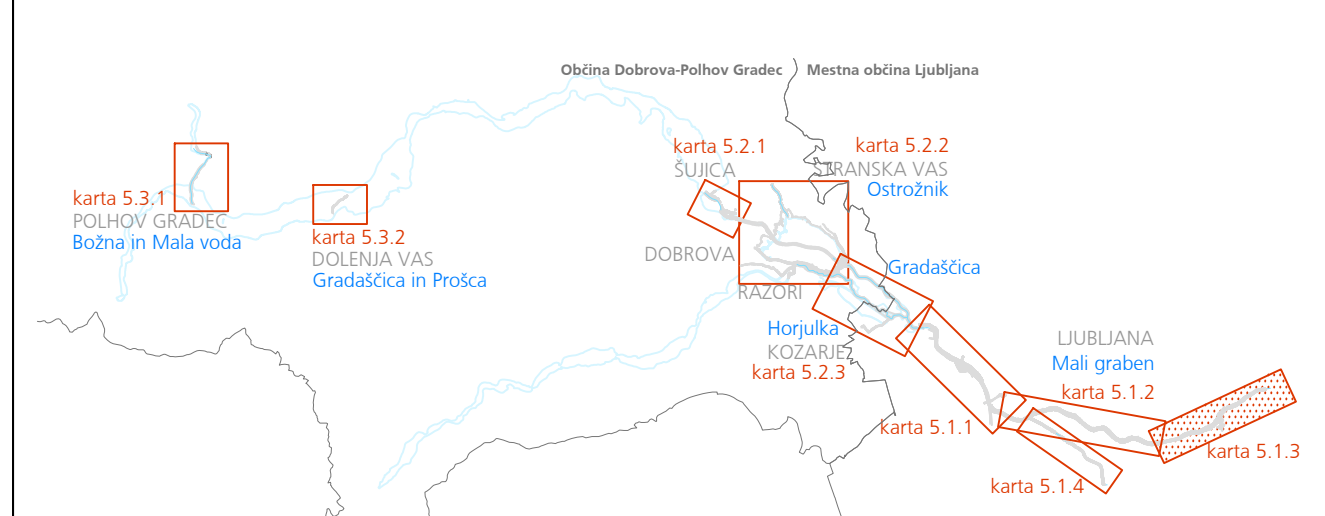 Občina Dobrova-Polhov Gradec
Mestna občina Ljubljana
karta 5.2.1
ŠUJICA
karta 5.2.2
STRANSKA VAS
Ostrožnik
karta 5.3.1
POLHOV GRADEC
Božna in Mala voda
karta 5.3.2
DOLENJA VAS
Gradaščica in Prošca
DOBROVA
RAZORI
Gradaščica
Horjulka
KOZARJE
karta 5.2.3
LJUBLJANA
Mali graben
karta 5.1.2
karta 5.1.1
karta 5.1.3
karta 5.1.4